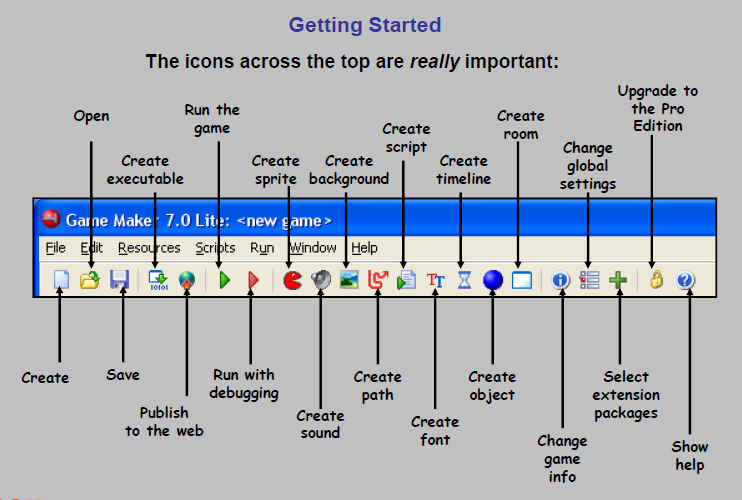 Getting Started
The icons across the top are really important:
Open
Run the
game
Create
executable
Create
sprite
Create
background
Create
script
Create
timeline
Create
room
Change
global
settings
Upgrade to
the Pro
Edition
Game Maker 7.0 Lite: <new game>
File Edit Resources Scripts Run Window Help
10101
TT
Create
Save
Publish
to the web
Run with
debugging
Create
sound
Create
path
Create
font
Create
object
Change
game
info
Select
extension
packages
Show
help